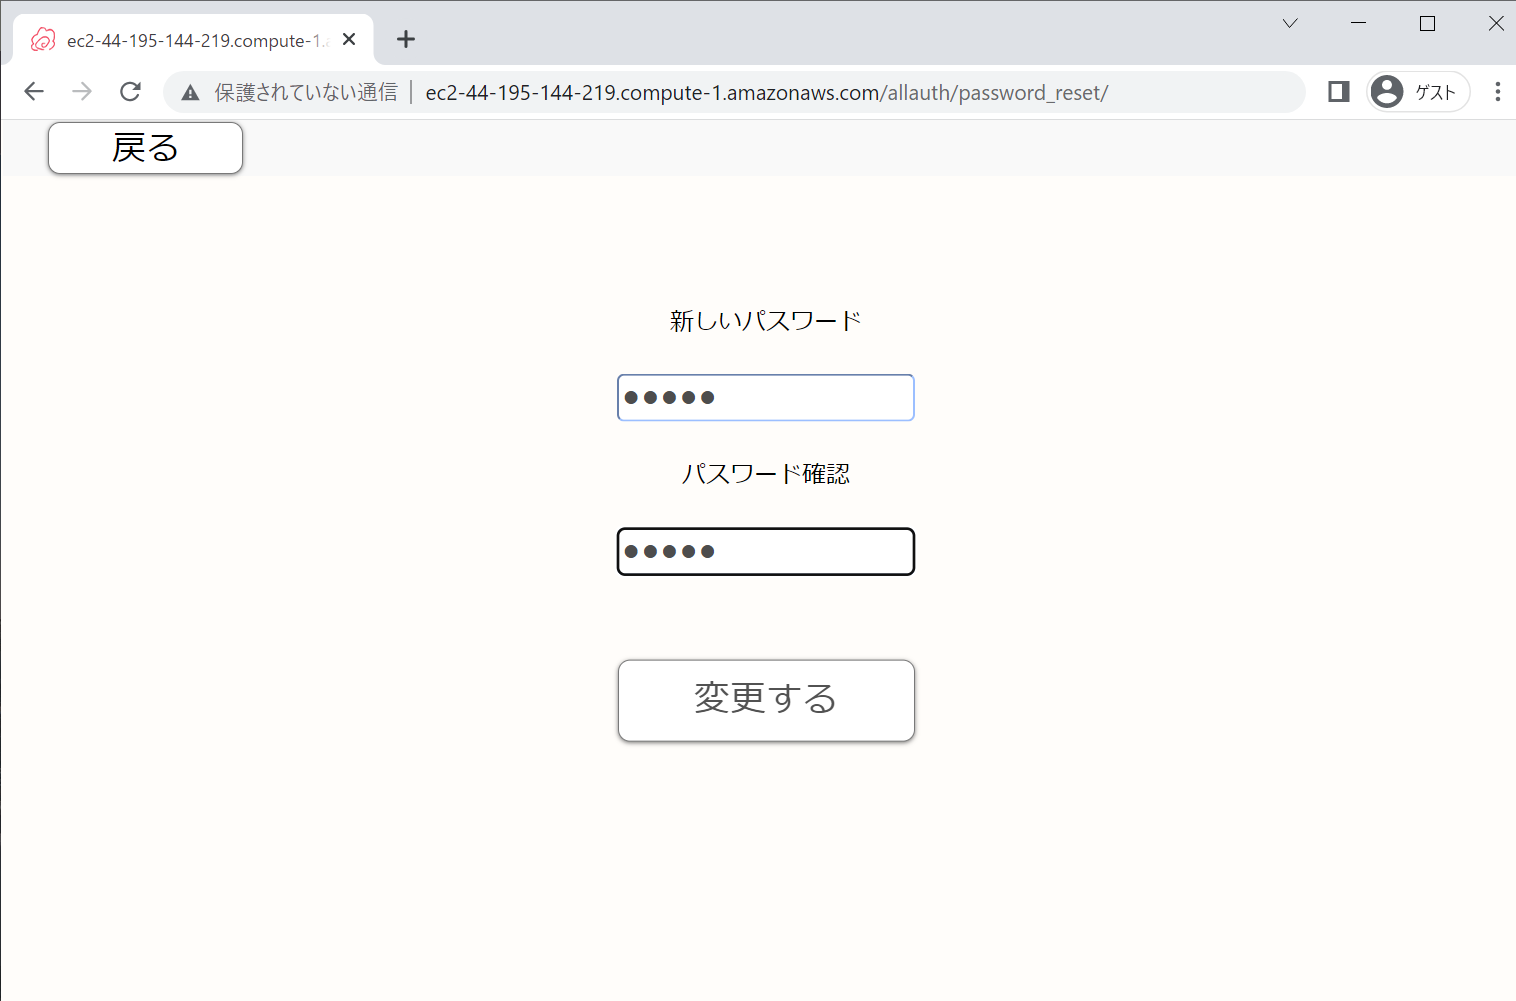 ec2-44-195-144-219.compute-1.a
保護されていない通信 ec2-44-195-144-219.compute-1.amazonaws.com/allauth/password_reset/ ゲスト
戻る
新しいパスワード
●●●●●
パスワード確認
●●●●●
変更する